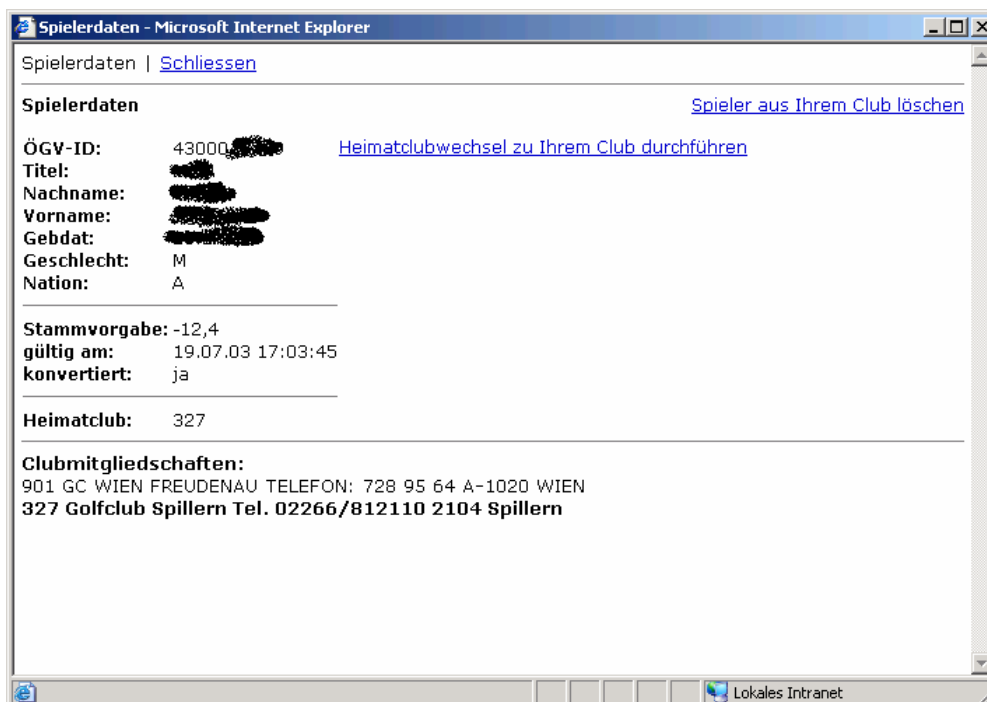 Spielerdaten - Microsoft Internet Explorer
Spielerdaten | Schliessen
Spielerdaten Spieler aus Ihrem Club löschen
ÖGV-ID: 43000 Heimatclubwechsel zu Ihrem Club durchführen
Titel:
Nachname:
Vorname:
Gebdat:
Geschlecht: M
Nation: A
Stammvorgabe: -12,4
gültig am: 19.07.03 17:03:45
konvertiert: ja
Heimatclub: 327
Clubmitgliedschaften:
901 GC WIEN FREUDENAU TELEFON: 728 95 64 A-1020 WIEN
327 Golfclub Spillern Tel. 02266/812110 2104 Spillern
Lokales Intranet